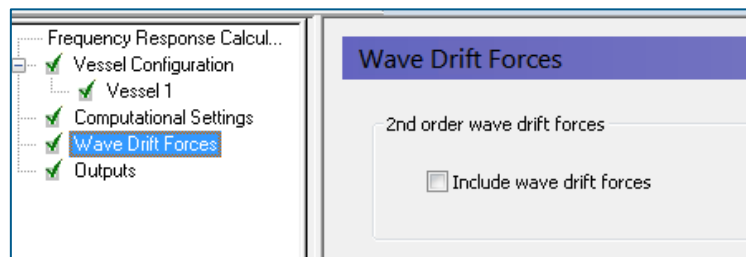 Frequency Response Calcul...
Vessel Configuration
Vessel 1
Computational Settings
Wave Drift Forces
Outputs
Wave Drift Forces
2nd order wave drift forces
Include wave drift forces